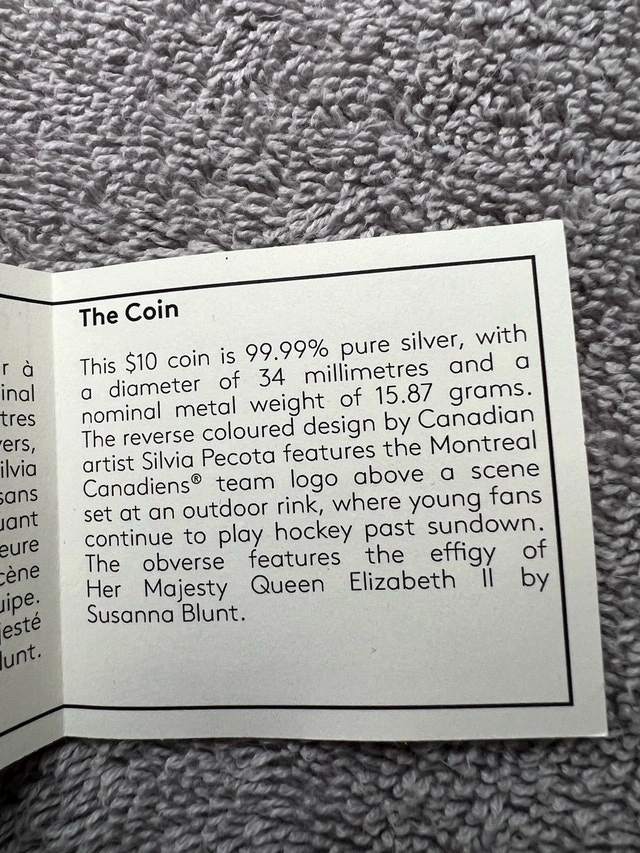 r à
inal
tres
vers,
ilvia
sans
uant
eure
cène
uipe.
jesté
lunt.
The Coin
This $10 coin is 99.99% pure silver, with
a diameter of 34 millimetres and a
nominal metal weight of 15.87 grams.
The reverse coloured design by Canadian
artist Silvia Pecota features the Montreal
Canadiens® team logo above a scene
set at an outdoor rink, where young fans
continue to play hockey past sundown.
The obverse features the effigy of
Her Majesty Queen Elizabeth II by
Susanna Blunt.